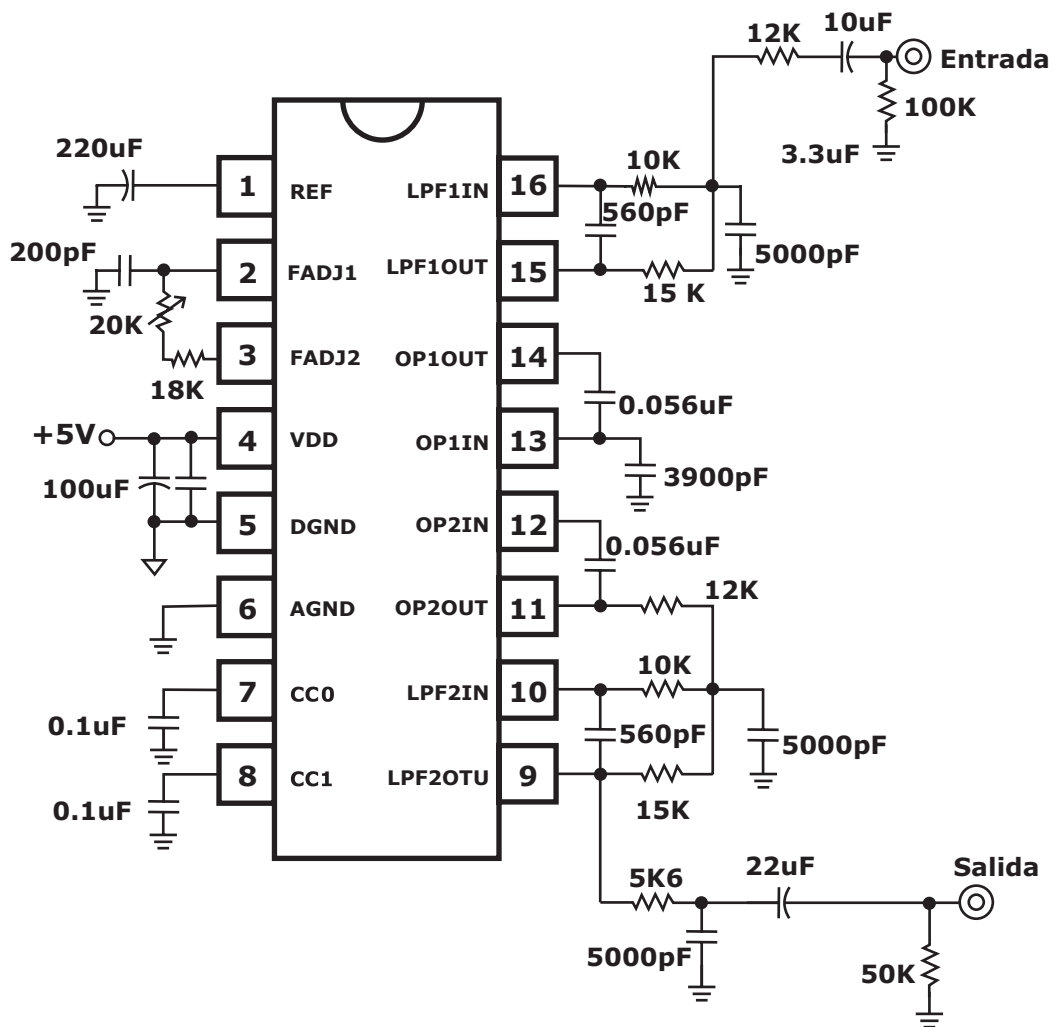 10uF
12K
Entrada
100K
3.3uF
220uF
10K
1
REF
LPF1IN
16
560pF
200pF
5000pF
2
FADJ1
LPF1OUT
15
15 K
20K
3
FADJ2
OP1OUT
14
18K
0.056uF
+5V
4
VDD
OP1IN
13
100uF
3900pF
5
DGND
OP2IN
12
0.056uF
12K
6
AGND
OP2OUT
11
10K
7
CC0
LPF2IN
10
0.1uF
560pF
5000pF
8
CC1
LPF2OTU
9
0.1uF
15K
22uF
Salida
5K6
5000pF
50K